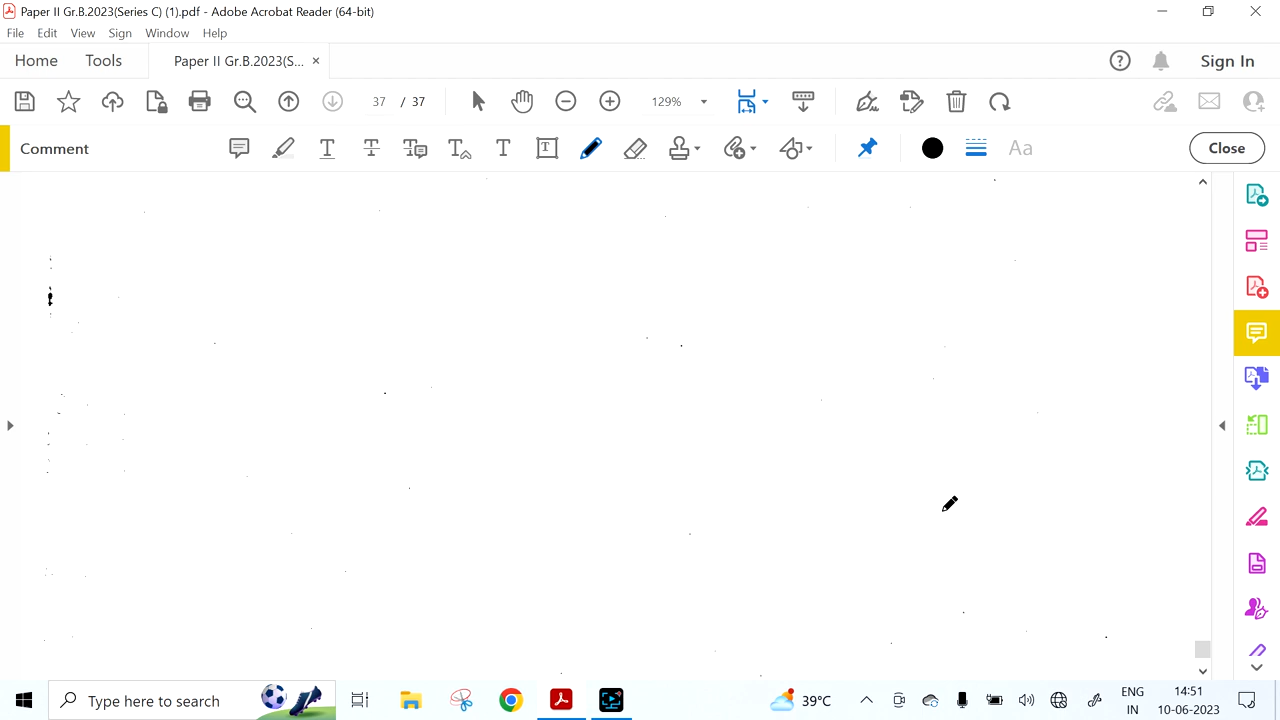 Paper II Gr.B.2023(Series C) (1).pdf - Adobe Acrobat Reader (64-bit)
File Edit View Sign Window Help
Home Tools Paper II Gr.B.2023(S... × Sign In
37 / 37 129%
Comment Aa Close
Type here to search 39°C ENG 14:51
IN 10-06-2023